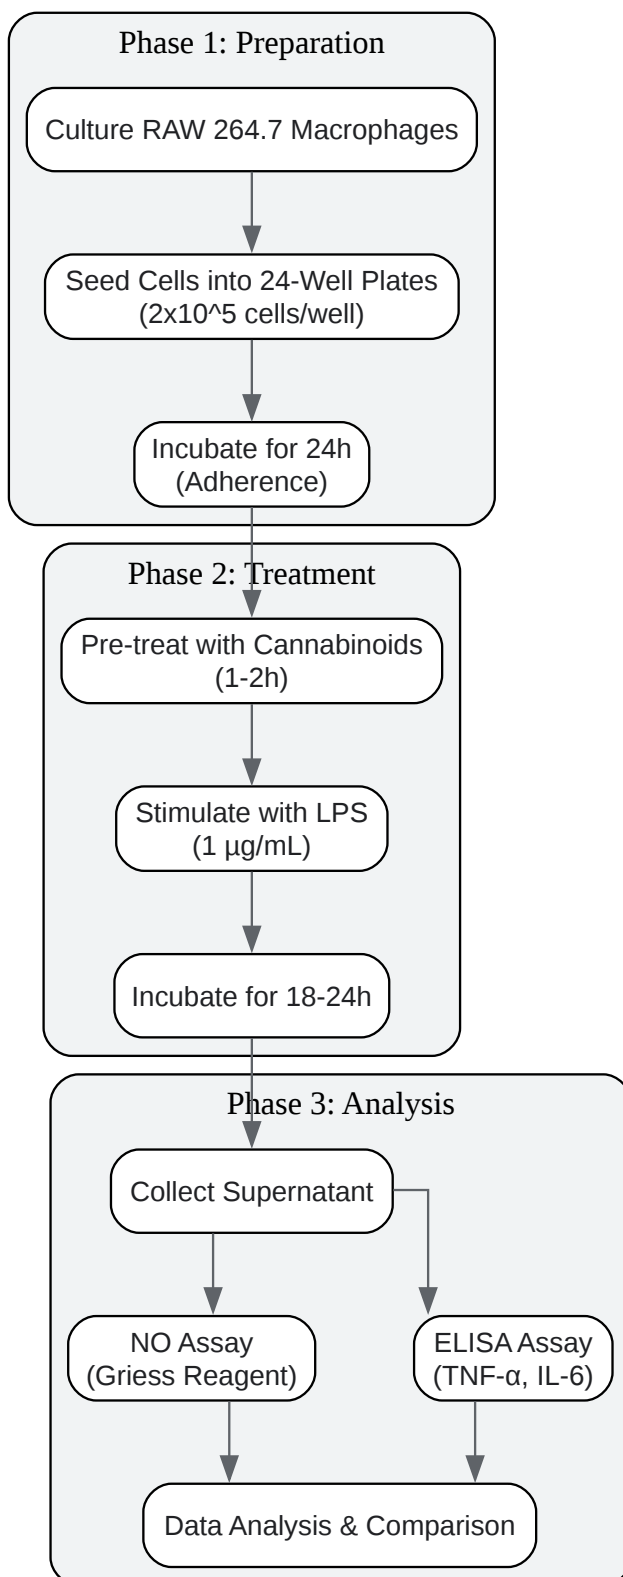 Phase 1: Preparation
Culture RAW 264.7 Macrophages
Seed Cells into 24-Well Plates
(2x10^5 cells/well)
Incubate for 24h
(Adherence)
Phase 2: Treatment
Pre-treat with Cannabinoids
(1-2h)
Stimulate with LPS
(1 µg/mL)
Incubate for 18-24h
Phase 3: Analysis
Collect Supernatant
NO Assay
(Griess Reagent)
ELISA Assay
(TNF-α, IL-6)
Data Analysis & Comparison